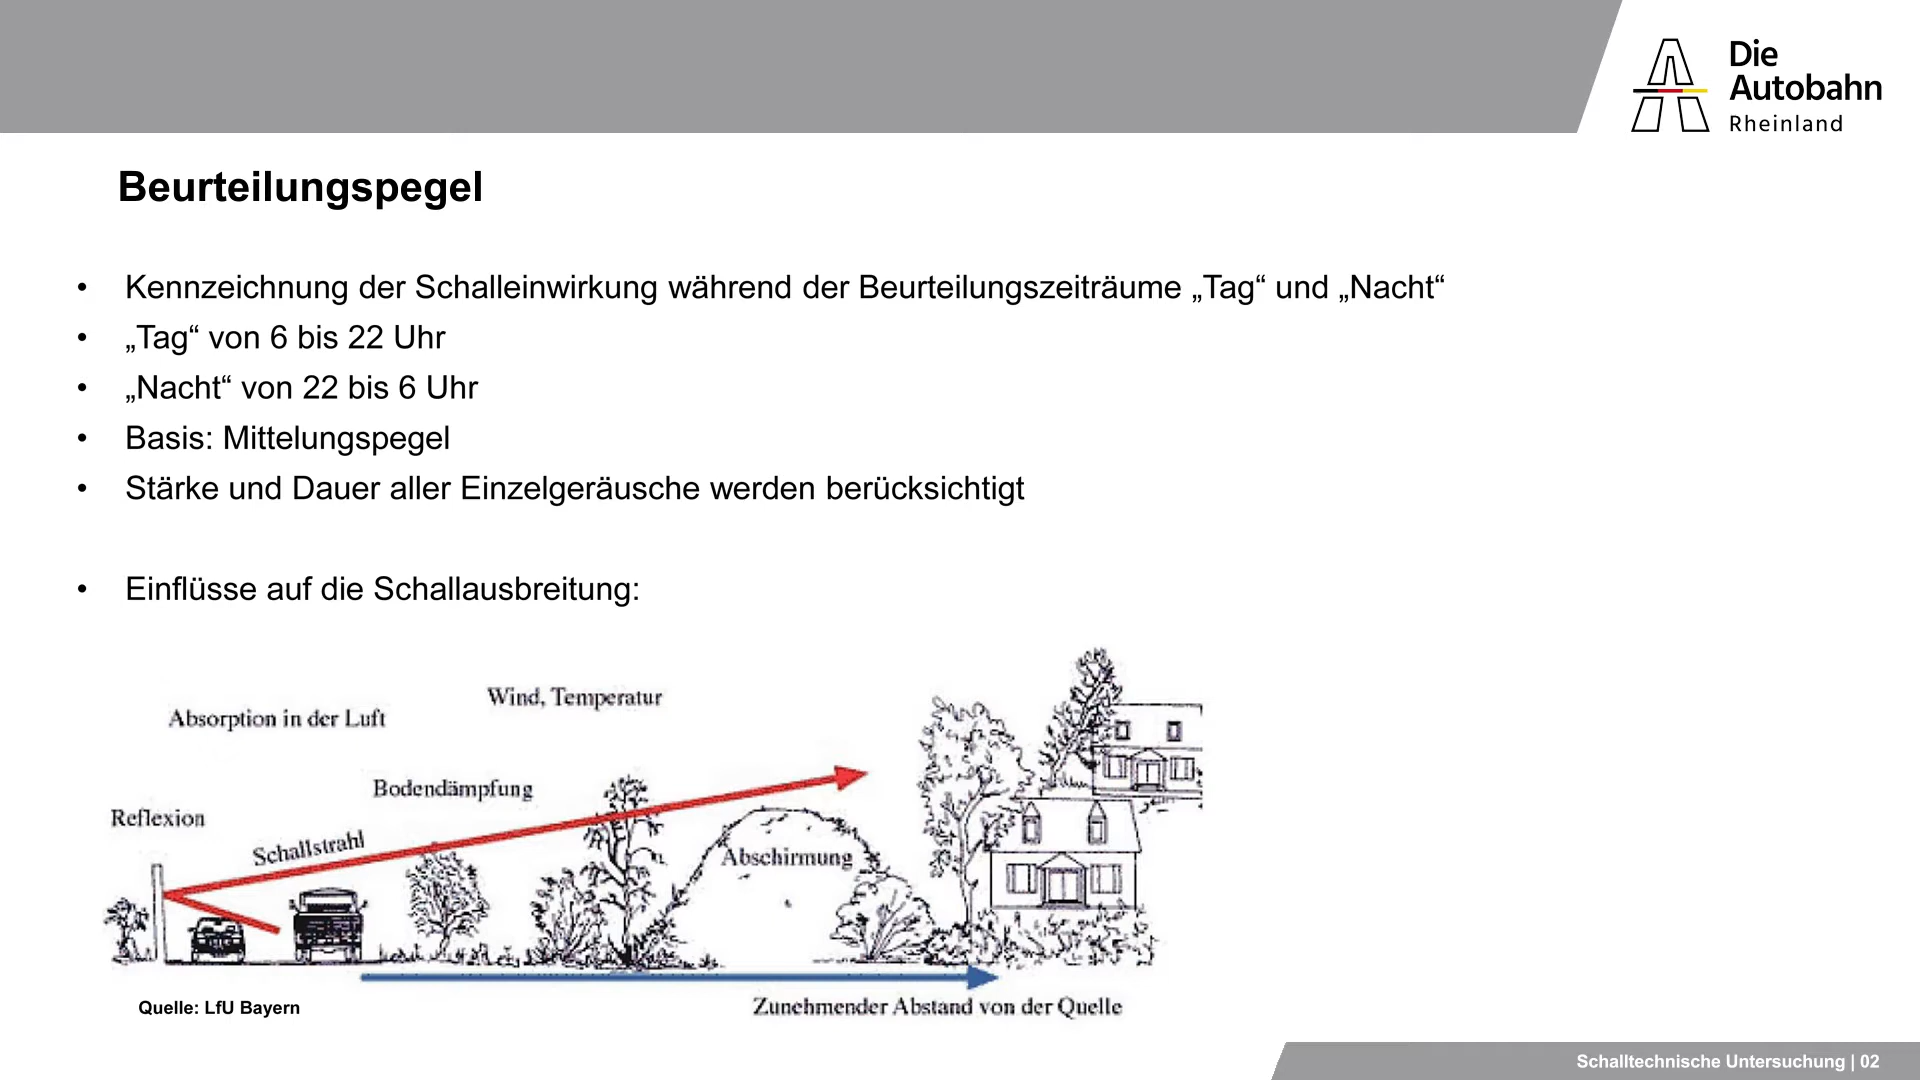 Die
Autobahn
Rheinland
Beurteilungspegel
• Kennzeichnung der Schalleinwirkung während der Beurteilungszeiträume „Tag“ und „Nacht“
• „Tag“ von 6 bis 22 Uhr
• „Nacht“ von 22 bis 6 Uhr
• Basis: Mittelungspegel
• Stärke und Dauer aller Einzelgeräusche werden berücksichtigt
• Einflüsse auf die Schallausbreitung:
Wind, Temperatur
Absorption in der Luft
Bodendämpfung
Reflexion
Schallstrahl
Abschirmung
Quelle: LfU Bayern
Zunehmender Abstand von der Quelle
Schalltechnische Untersuchung | 02